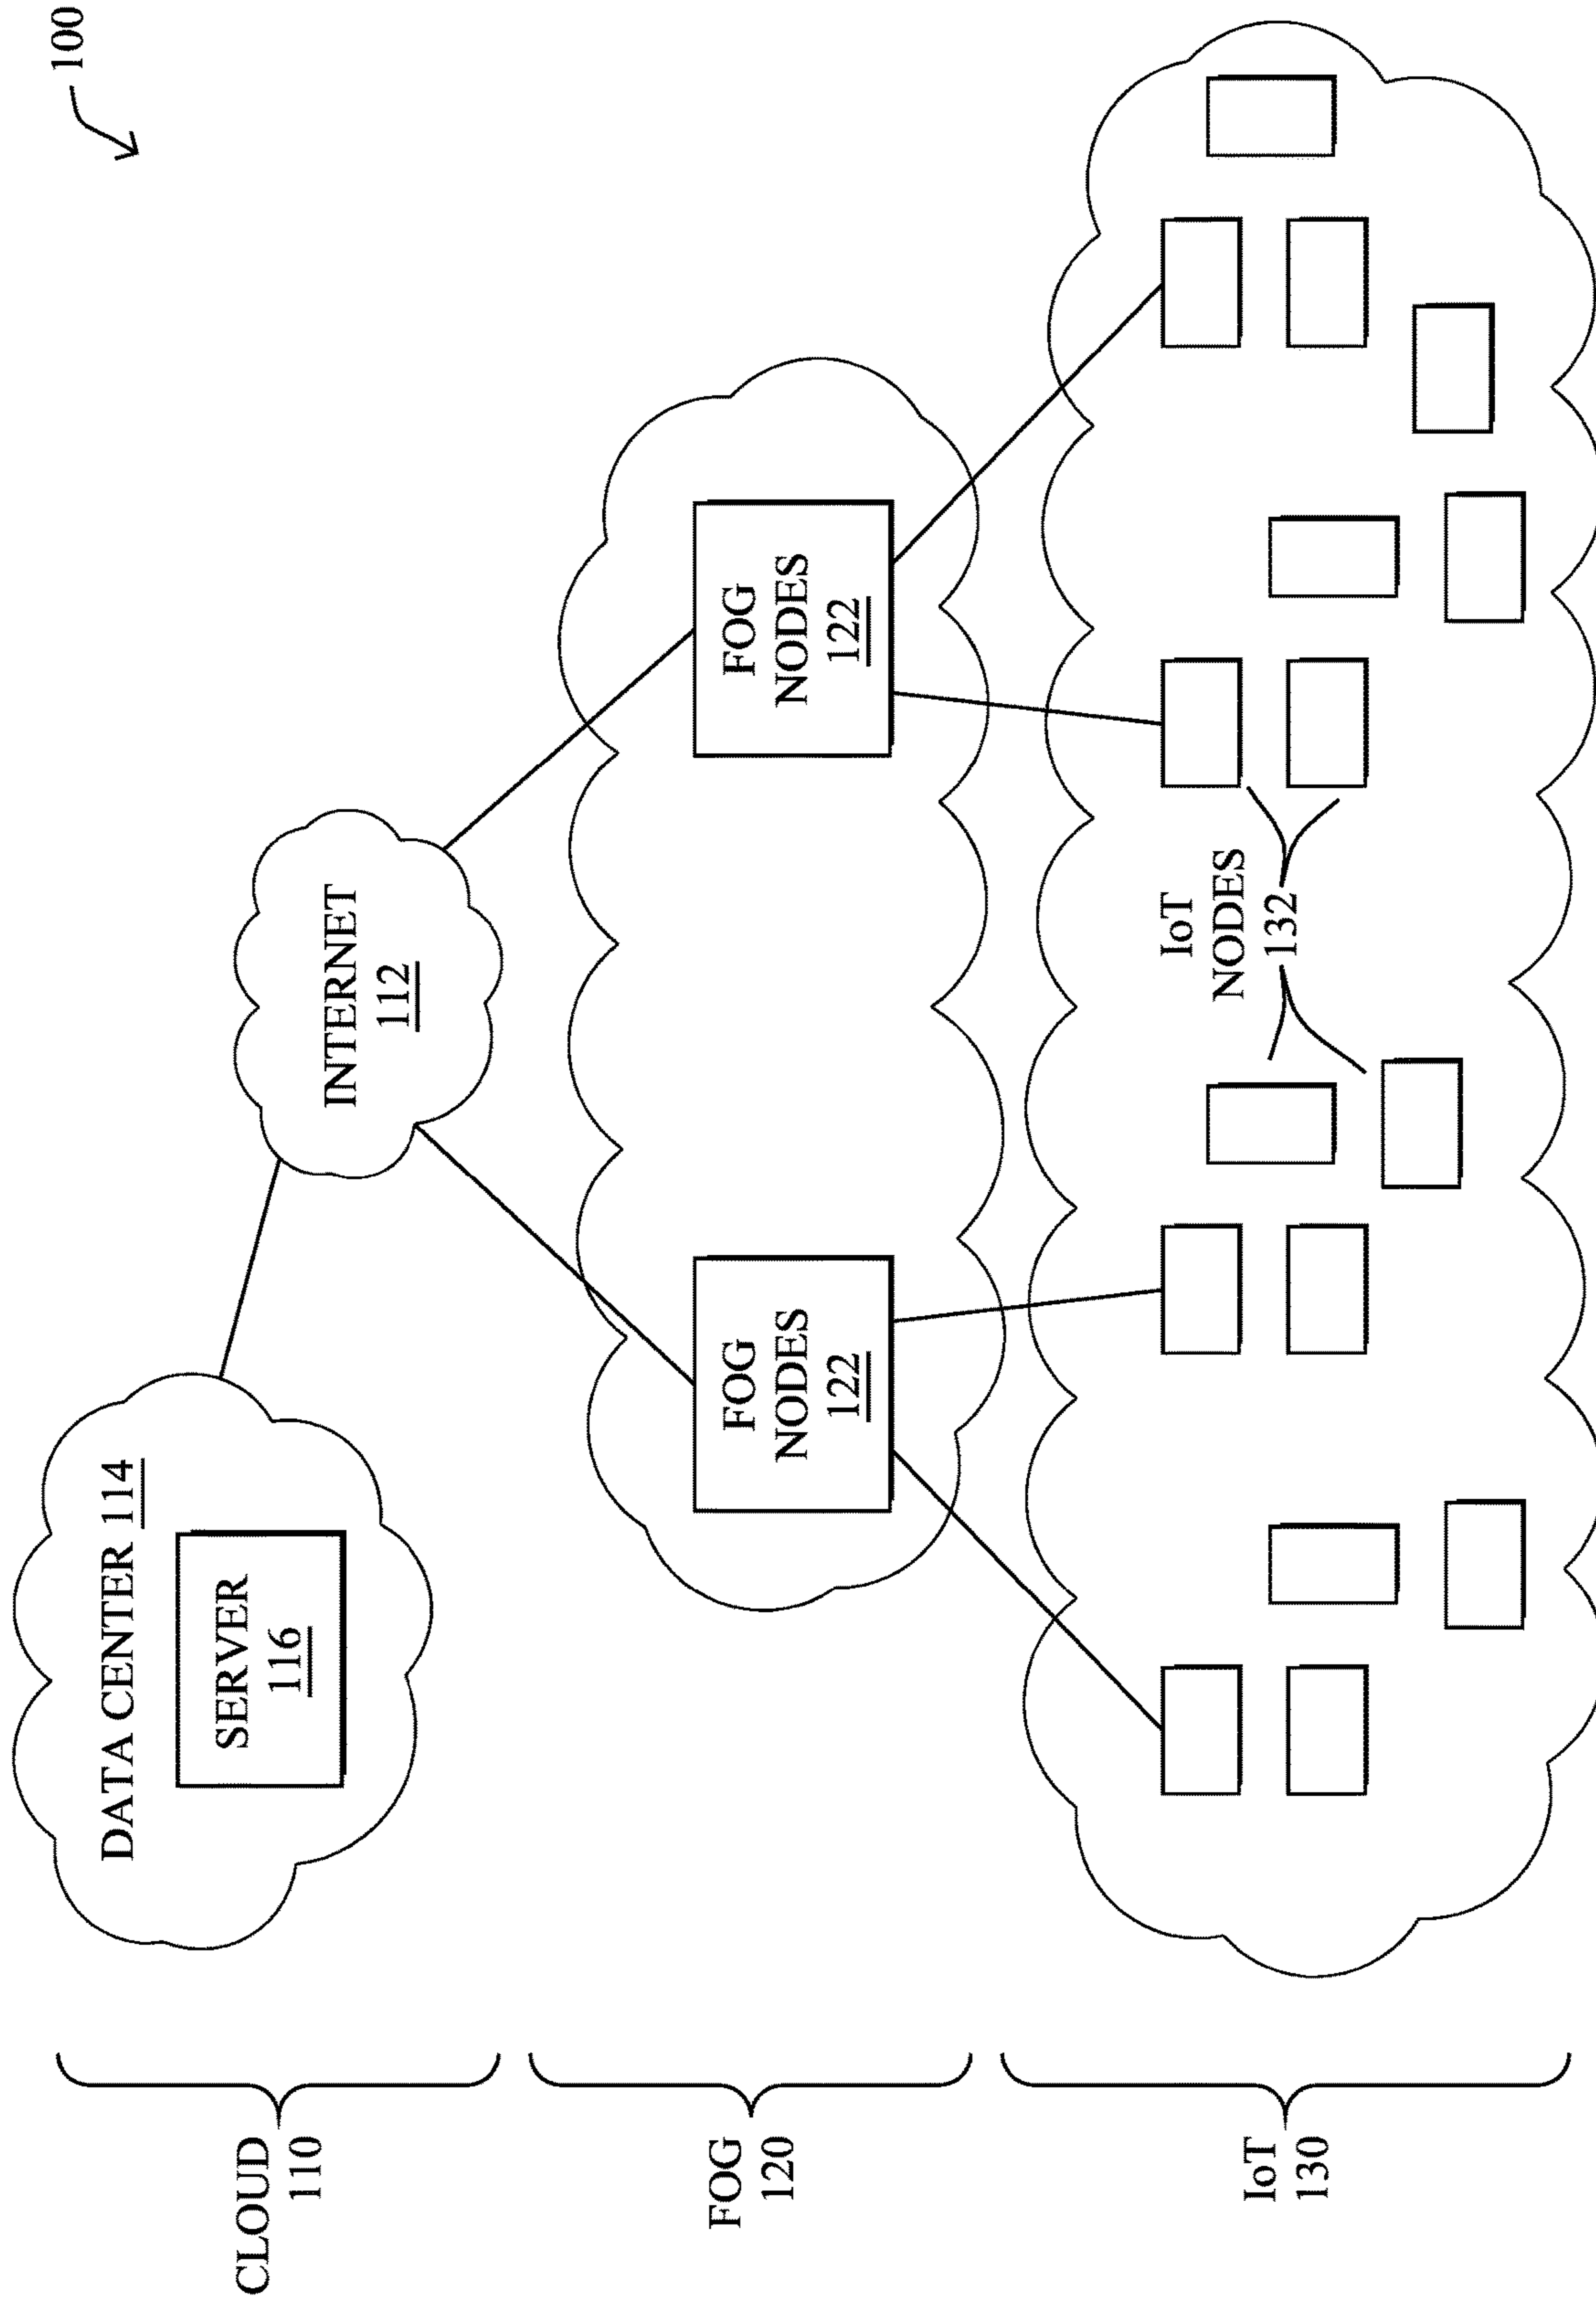 100
CLOUD
110
DATA CENTER 114
SERVER
116
INTERNET
112
FOG
120
FOG
NODES
122
FOG
NODES
122
IoT
130
IoT
NODES
132